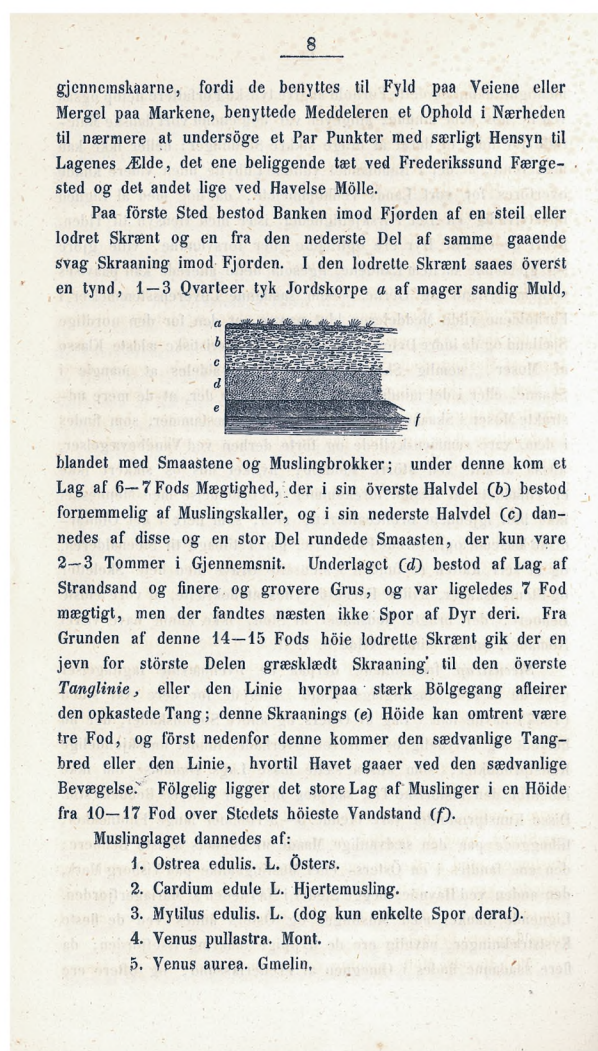 8
gjennemskaarne, fordi de benyttes til Fyld paa Veiene eller
Mergel paa Markene, benyttede Meddeleren et Ophold i Nærheden
til nærmere at undersöge et Par Punkter med særligt Hensyn til
Lagenes Ælde, det ene beliggende tæt ved Frederikssund Færge-
sted og det andet lige ved Havelse Mölle.
Paa förste Sted bestod Banken imod Fjorden af en steil eller
lodret Skrænt og en fra den nederste Del af samme gaaende
svag Skraaning imod Fjorden. I den lodrette Skrænt saaes överst
en tynd, 1—3 Qvarteer tyk Jordskorpe a af mager sandig Muld,
a
b
c
d
e
f
blandet med Smaastene og Muslingbrokker; under denne kom et
Lag af 6—7 Fods Mægtighed, der i sin överste Halvdel (b) bestod
fornemmelig af Muslingskaller, og i sin nederste Halvdel (c) dan-
nedes af disse og en stor Del rundede Smaasten, der kun vare
2—3 Tommer i Gjennemsnit. Underlaget (d) bestod af Lag af
Strandsand og finere og grovere Grus, og var ligeledes 7 Fod
mægtigt, men der fandtes næsten ikke Spor af Dyr deri. Fra
Grunden af denne 14—15 Fods höie lodrette Skrænt gik der en
jevn for störste Delen græsklædt Skraaning til den överste
Tanglinie, eller den Linie hvorpaa stærk Bölgegang afleirer
den opkastede Tang; denne Skraanings (e) Höide kan omtrent være
tre Fod, og först nedenfor denne kommer den sædvanlige Tang-
bred eller den Linie, hvortil Havet gaaer ved den sædvanlige
Bevægelse. Fölgelig ligger det store Lag af Muslinger i en Höide
fra 10—17 Fod over Stedets höieste Vandstand (f).
Muslinglaget dannedes af:
1. Ostrea edulis. L. Östers.
2. Cardium edule L. Hjertemusling.
3. Mytilus edulis. L. (dog kun enkelte Spor deraf).
4. Venus pullastra. Mont.
5. Venus aurea. Gmelin.